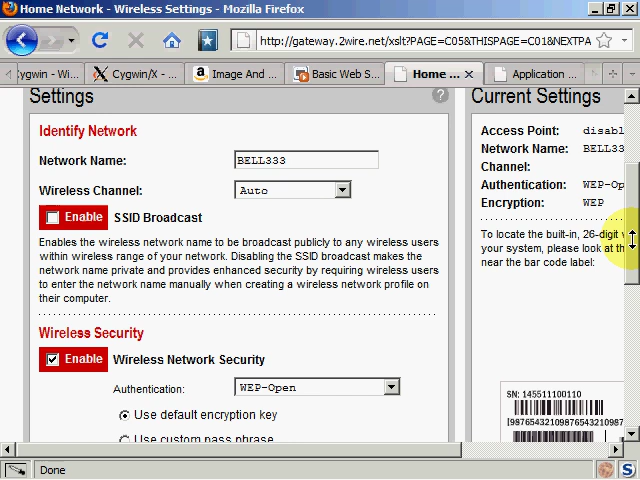 Home Network - Wireless Settings - Mozilla Firefox
http://gateway.2wire.net/xslt?PAGE=C05&THISPAGE=C01&NEXTPA
Cygwin - Wi...
Cygwin/X - ...
Image And ...
Basic Web S...
Home ...
Application ...
Settings
Identify Network
Network Name:
BELL333
Wireless Channel:
Auto
Enable
SSID Broadcast
Enables the wireless network name to be broadcast publicly to any wireless users
within wireless range of your network. Disabling the SSID broadcast makes the
network name private and provides enhanced security by requiring wireless users
to enter the network name manually when creating a wireless network profile on
their computer.
Wireless Security
Enable
Wireless Network Security
Authentication:
WEP-Open
Use default encryption key
Use custom pass phrase
Current Settings
Access Point: disabl
Network Name: BELL33
Channel:
Authentication: WEP-Op
Encryption: WEP
To locate the built-in, 26-digit
your system, please look at th
near the bar code label:
SN: 145511100110
[9876543210987654321098
Done